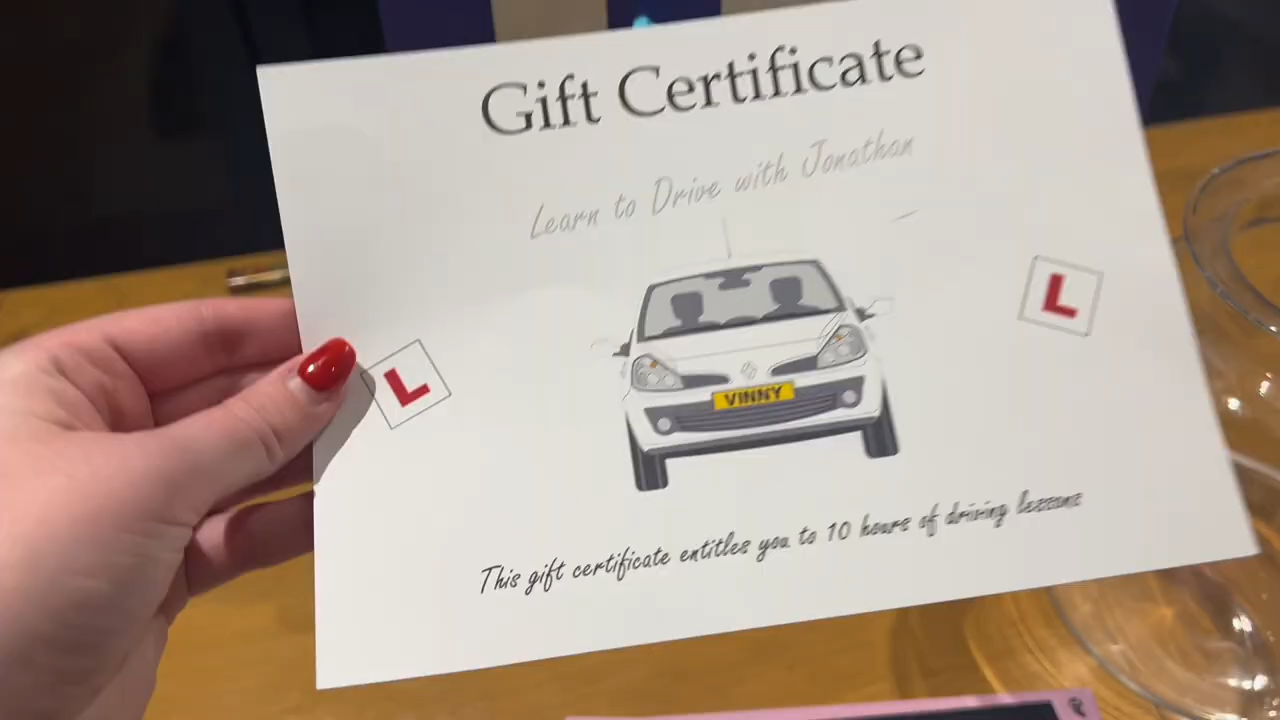 Gift Certificate
Learn to Drive with Jonathan
L
L
VINNY
This gift certificate entitles you to 10 hours of driving lessons